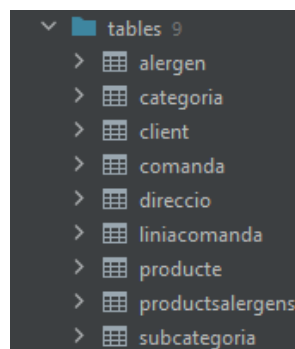 tables 9
alergen
categoria
client
comanda
direccio
liniacomanda
producte
productsalergens
subcategoria